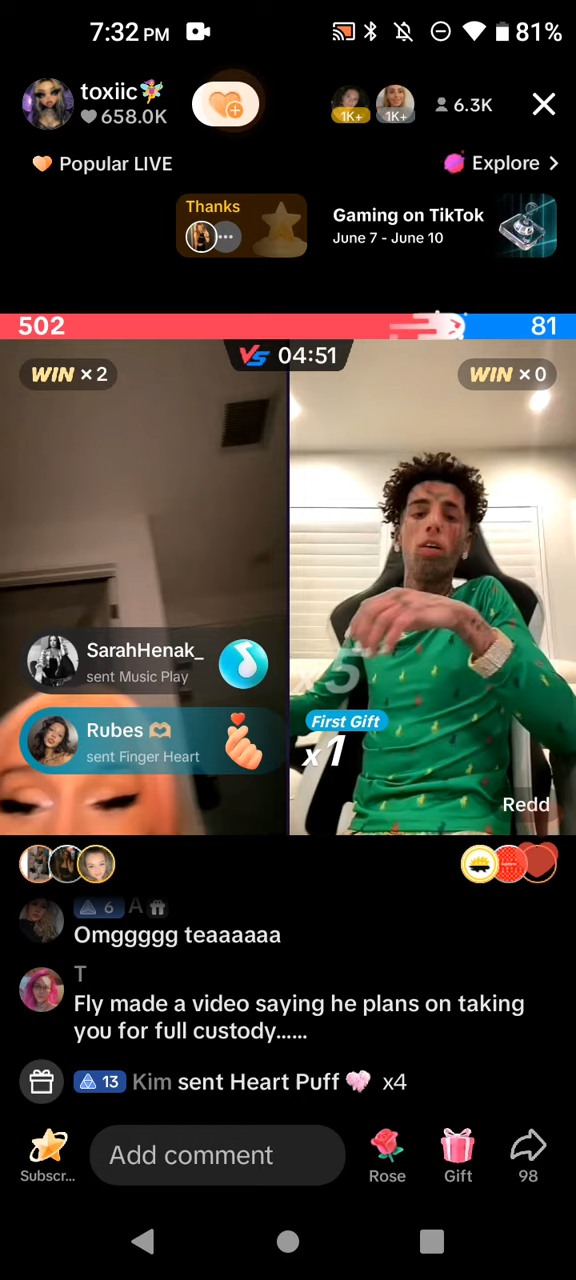 7:32 PM
81%
toxiic🧚
658.0K
1K+
1K+
6.3K
Popular LIVE
Explore >
Thanks
Gaming on TikTok
June 7 - June 10
502
81
VS 04:51
WIN × 2
WIN × 0
SarahHenak_
sent Music Play
x5
Rubes 🫶
sent Finger Heart
First Gift
x1
Redd
6 A
Omggggg teaaaaaa
T
Fly made a video saying he plans on taking
you for full custody......
13 Kim sent Heart Puff 💖 x4
Subscr...
Add comment
Rose
Gift
98